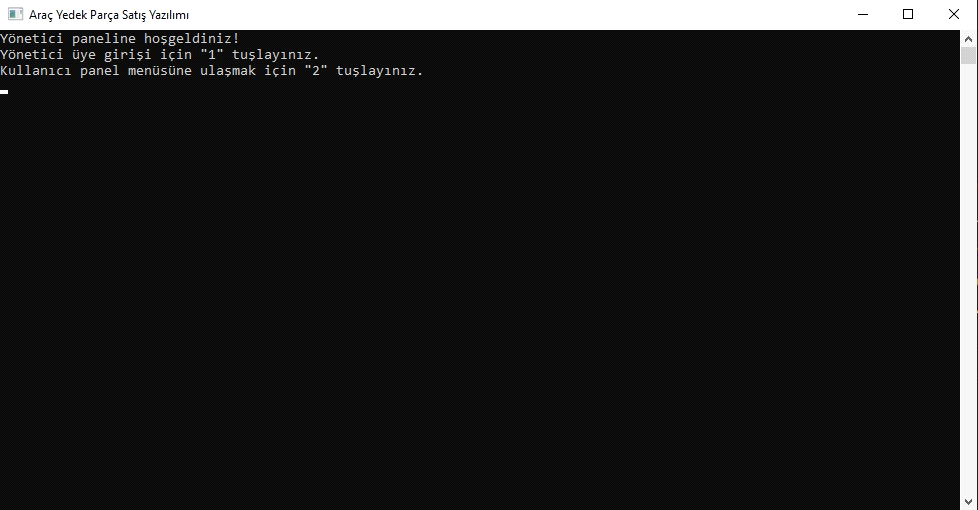 Araç Yedek Parça Satış Yazılımı
Yönetici paneline hoşgeldiniz!
Yönetici üye girişi için "1" tuşlayınız.
Kullanıcı panel menüsüne ulaşmak için "2" tuşlayınız.